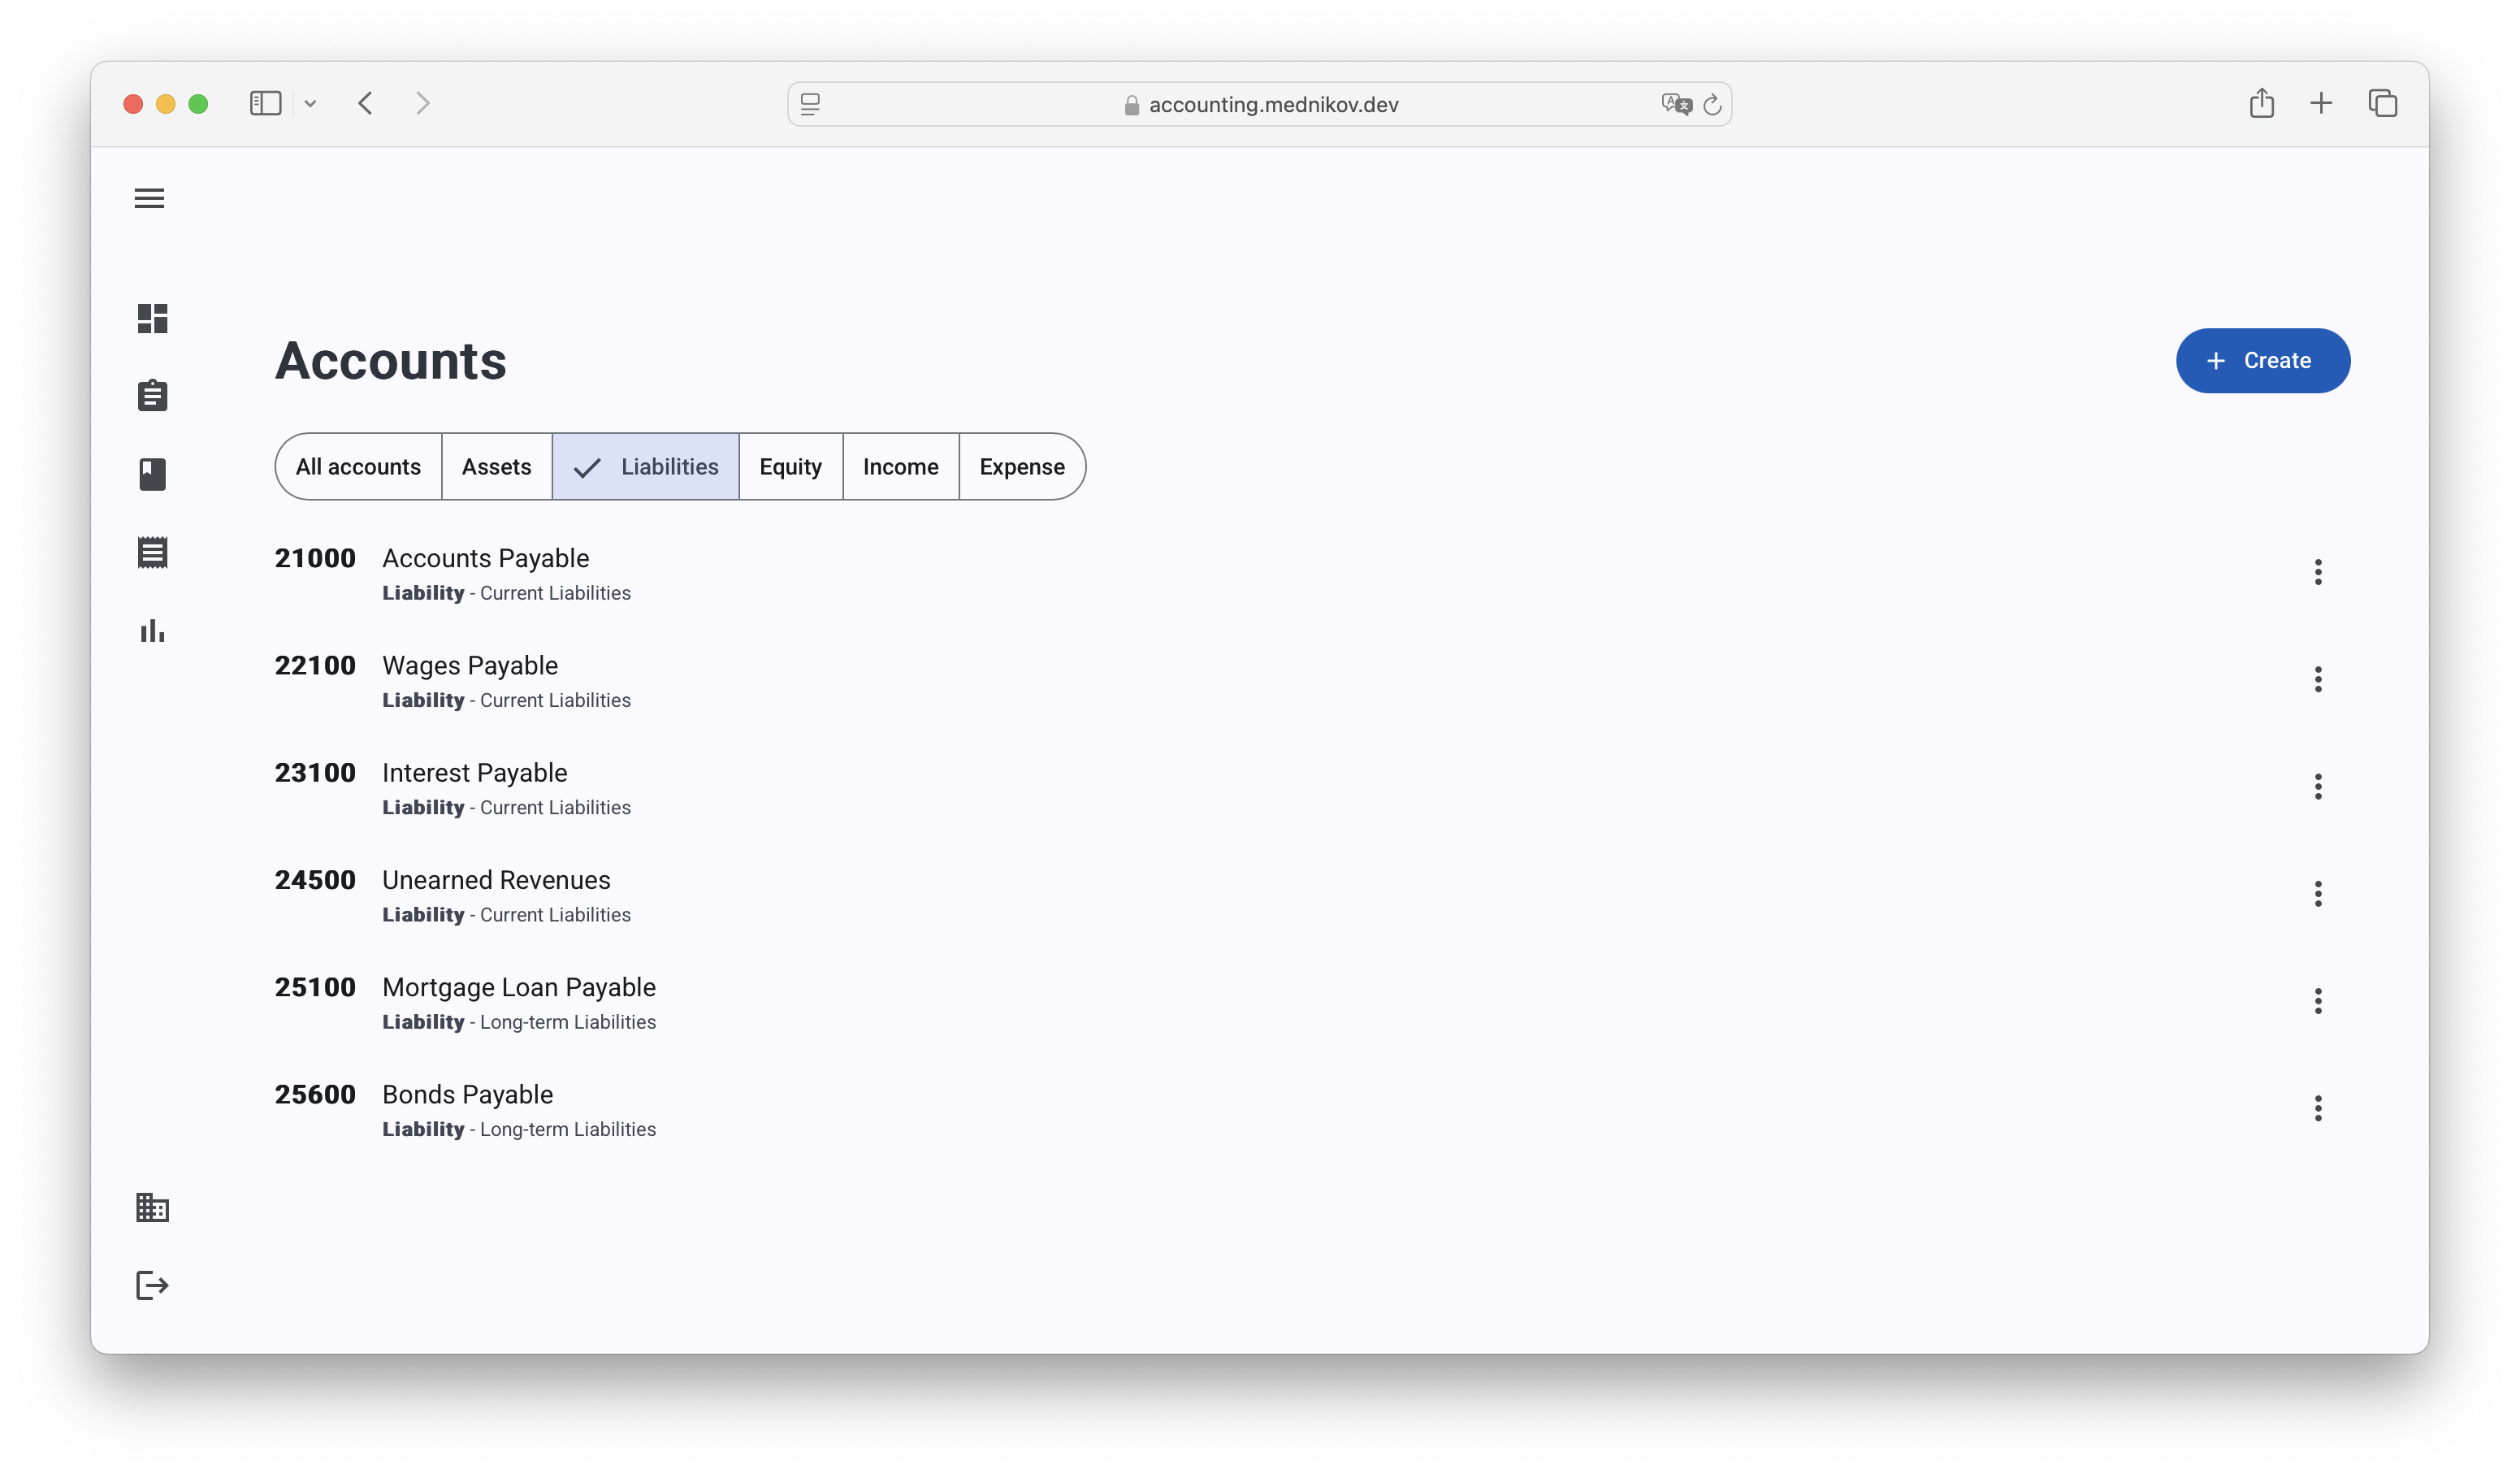 accounting.mednikov.dev
Accounts
+ Create
All accounts Assets Liabilities Equity Income Expense
21000 Accounts Payable
Liability - Current Liabilities
22100 Wages Payable
Liability - Current Liabilities
23100 Interest Payable
Liability - Current Liabilities
24500 Unearned Revenues
Liability - Current Liabilities
25100 Mortgage Loan Payable
Liability - Long-term Liabilities
25600 Bonds Payable
Liability - Long-term Liabilities